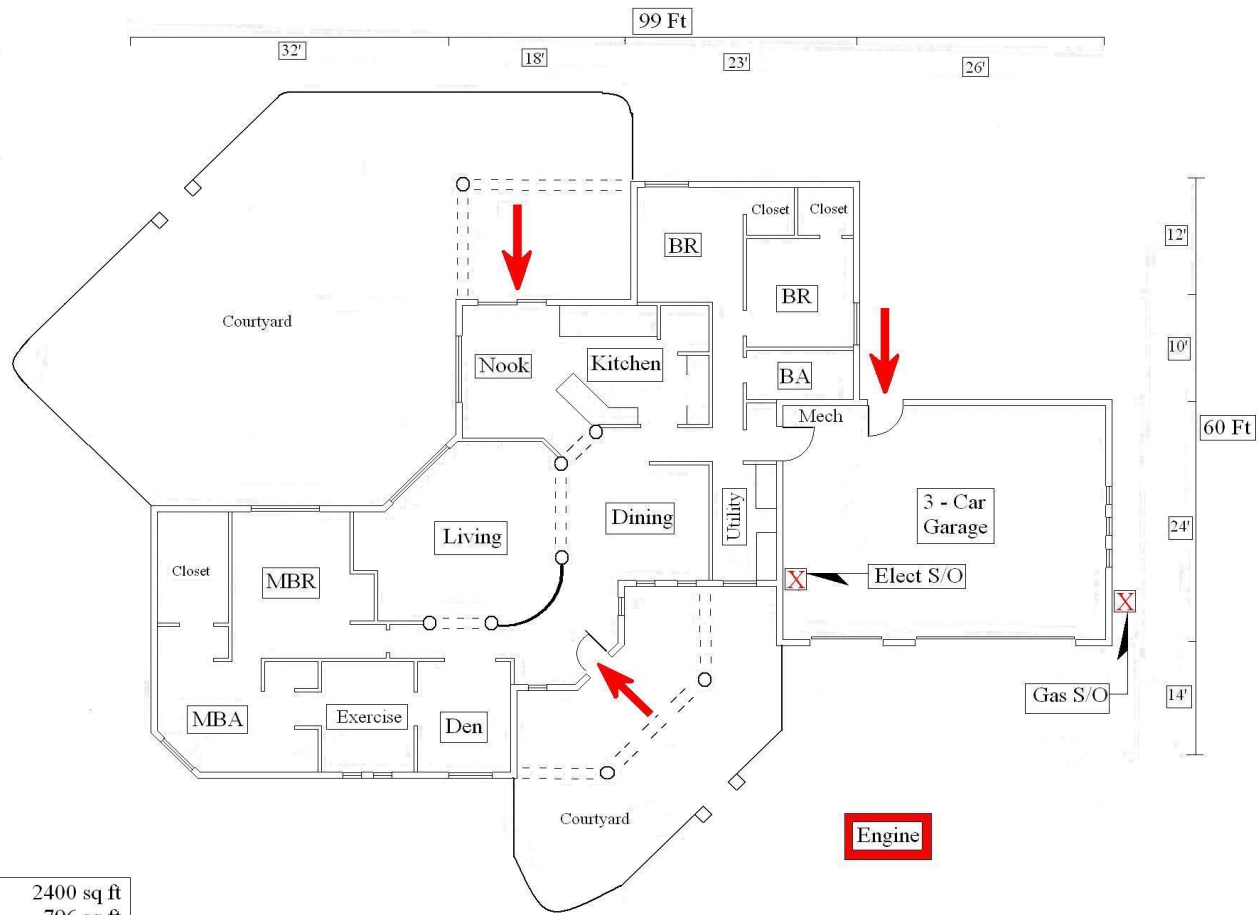 99 Ft
32'
18'
23'
26'
Closet
Closet
12'
BR
BR
Courtyard
10'
Nook
Kitchen
BA
Mech
60 Ft
Living
Dining
Utility
3 - Car
Garage
24'
Closet
MBR
Elect S/O
X
X
Gas S/O
14'
MBA
Exercise
Den
Courtyard
Engine
2400 sq ft